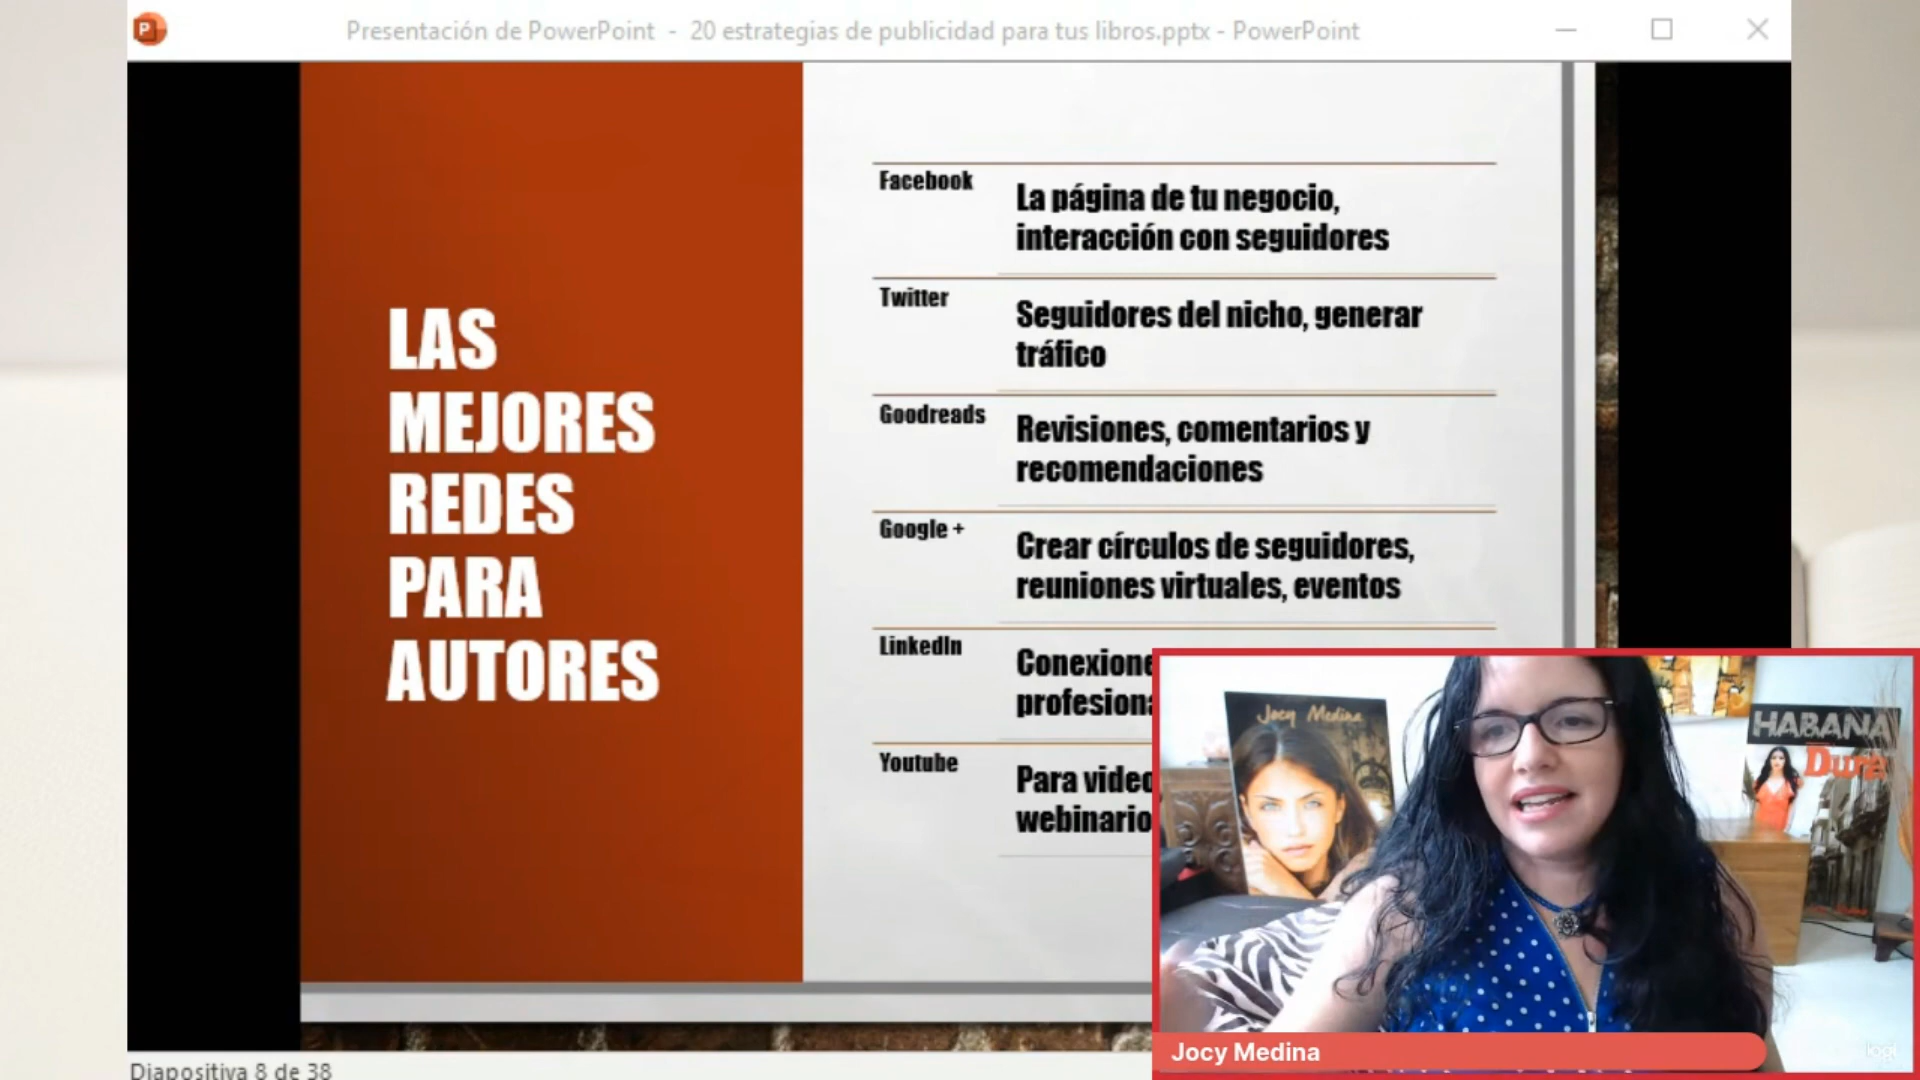 Presentación de PowerPoint - 20 estrategias de publicidad para tus libros.pptx - PowerPoint
LAS
MEJORES
REDES
PARA
AUTORES
Facebook
La página de tu negocio,
interacción con seguidores
Twitter
Seguidores del nicho, generar
tráfico
Goodreads
Revisiones, comentarios y
recomendaciones
Google +
Crear círculos de seguidores,
reuniones virtuales, eventos
LinkedIn
Conexione
profesiona
Youtube
Para video
webinario
Jocy Medina
HABANA
Dura
Jocy Medina
logi
Diapositiva 8 de 38